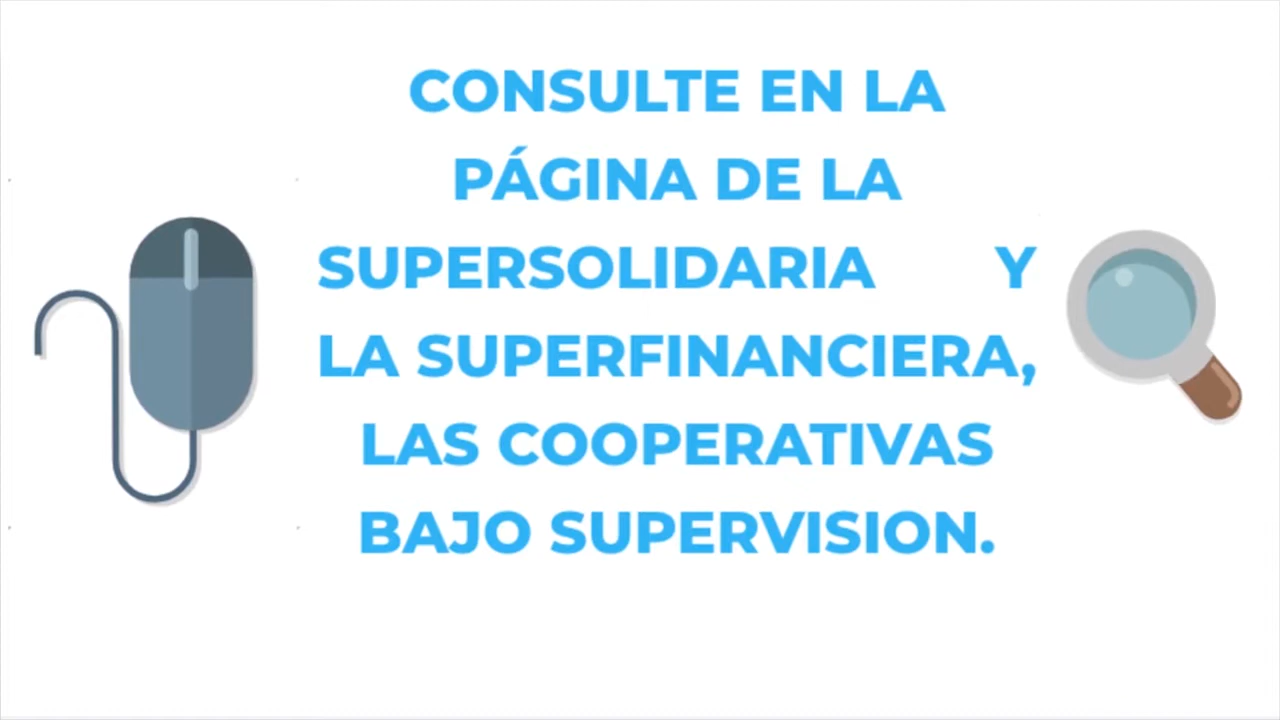 CONSULTE EN LA
PÁGINA DE LA
SUPERSOLIDARIA Y
LA SUPERFINANCIERA,
LAS COOPERATIVAS
BAJO SUPERVISION.